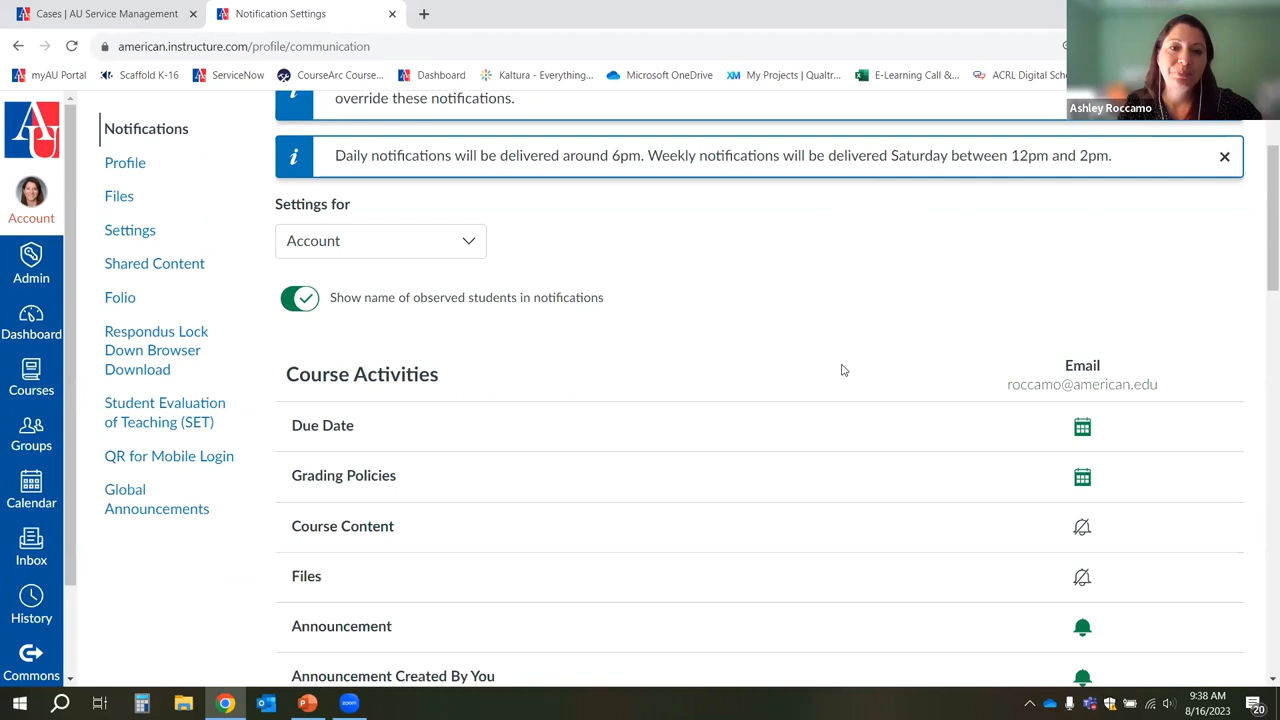 Cases | AU Service Management
Notification Settings
american.instructure.com/profile/communication
myAU Portal
Scaffold K-16
ServiceNow
CourseArc Course...
Dashboard
Kaltura - Everything...
Microsoft OneDrive
My Projects | Qualtr...
E-Learning Call &...
ACRL Digital Sch
Ashley Roccamo
AU
Account
Admin
Dashboard
Courses
Groups
Calendar
Inbox
History
Commons
Notifications
Profile
Files
Settings
Shared Content
Folio
Respondus Lock
Down Browser
Download
Student Evaluation
of Teaching (SET)
QR for Mobile Login
Global
Announcements
override these notifications.
Daily notifications will be delivered around 6pm. Weekly notifications will be delivered Saturday between 12pm and 2pm.
Settings for
Account
Show name of observed students in notifications
Course Activities
Email
roccamo@american.edu
Due Date
Grading Policies
Course Content
Files
Announcement
Announcement Created By You
zoom
9:38 AM
8/16/2023
20